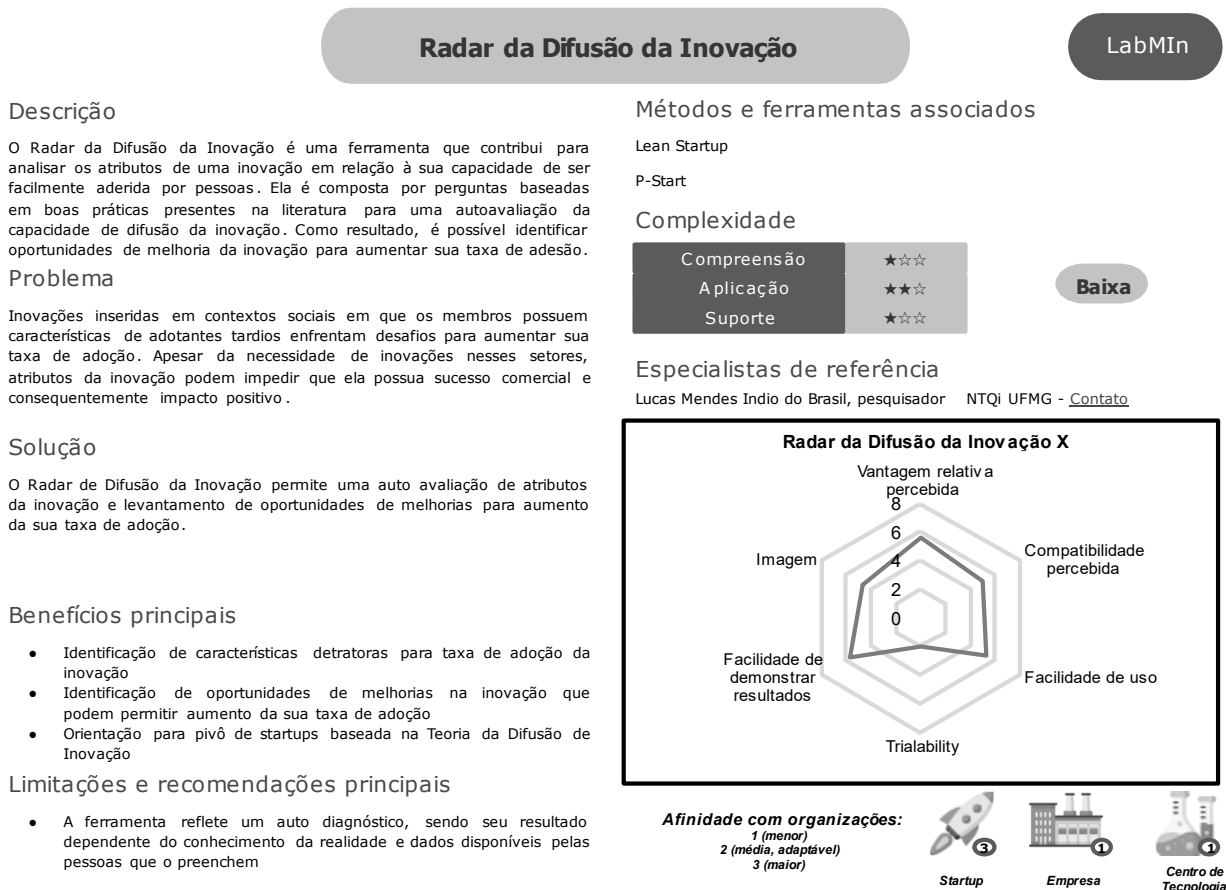 Radar da Difusão da Inovação
LabMIn
Descrição
O Radar da Difusão da Inovação é uma ferramenta que contribui para
analisar os atributos de uma inovação em relação à sua capacidade de ser
facilmente aderida por pessoas. Ela é composta por perguntas baseadas
em boas práticas presentes na literatura para uma autoavaliação da
capacidade de difusão da inovação. Como resultado, é possível identificar
oportunidades de melhoria da inovação para aumentar sua taxa de adesão.
Problema
Inovações inseridas em contextos sociais em que os membros possuem
características de adotantes tardios enfrentam desafios para aumentar sua
taxa de adoção. Apesar da necessidade de inovações nesses setores,
atributos da inovação podem impedir que ela possua sucesso comercial e
consequentemente impacto positivo.
Solução
O Radar de Difusão da Inovação permite uma auto avaliação de atributos
da inovação e levantamento de oportunidades de melhorias para aumento
da sua taxa de adoção.
Benefícios principais
● Identificação de características detratoras para taxa de adoção da
inovação
● Identificação de oportunidades de melhorias na inovação que
podem permitir aumento da sua taxa de adoção
● Orientação para pivô de startups baseada na Teoria da Difusão de
Inovação
Limitações e recomendações principais
● A ferramenta reflete um auto diagnóstico, sendo seu resultado
dependente do conhecimento da realidade e dados disponíveis pelas
pessoas que o preenchem
Métodos e ferramentas associados
Lean Startup
P-Start
Complexidade
Compreensão ★☆☆
Aplicação ★★☆
Suporte ★☆☆
Baixa
Especialistas de referência
Lucas Mendes Indio do Brasil, pesquisador NTQi UFMG - Contato
Radar da Difusão da Inovação X
Vantagem relativa
percebida
8
6
4
2
0
Compatibilidade
percebida
Facilidade de uso
Trialability
Facilidade de
demonstrar
resultados
Imagem
Afinidade com organizações:
1 (menor)
2 (média, adaptável)
3 (maior)
3
Startup
1
Empresa
1
Centro de
Tecnologia